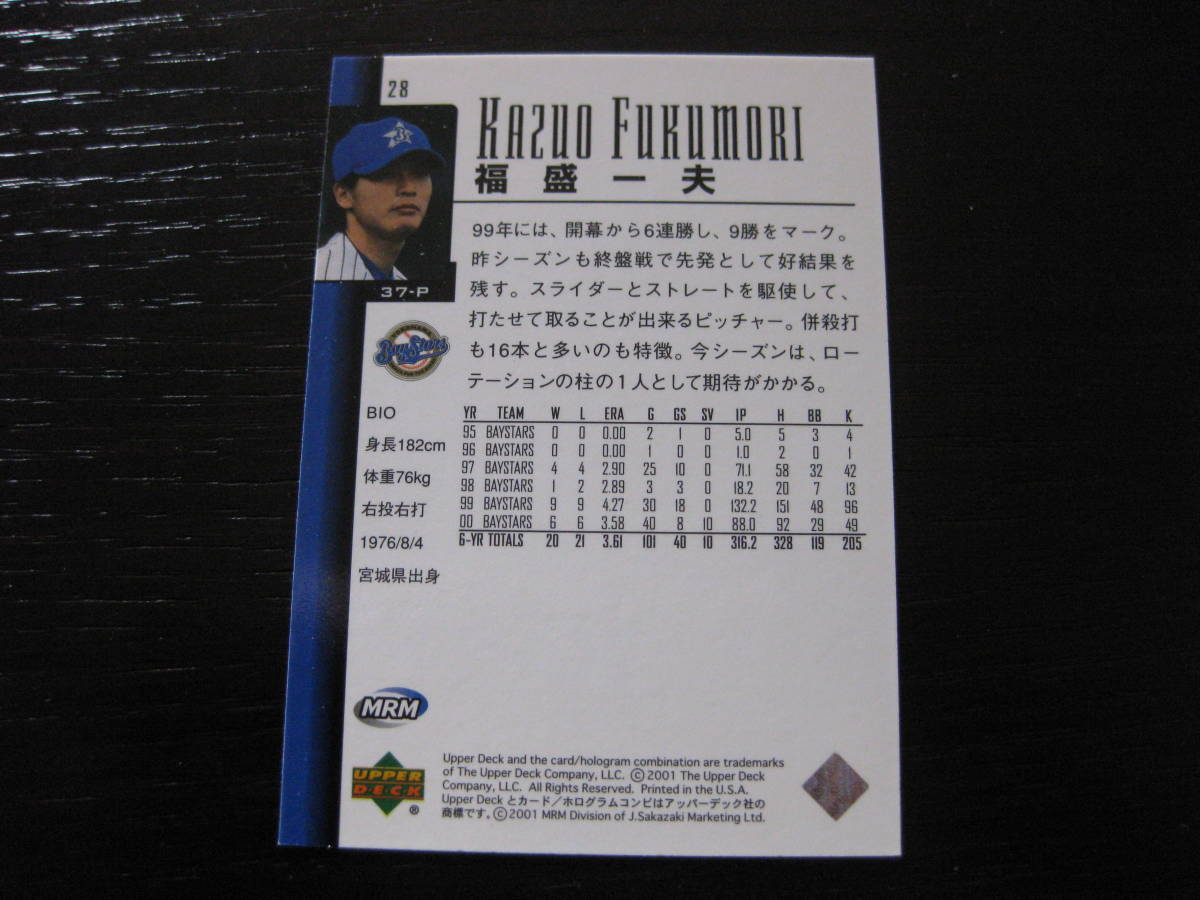 28
KAZUO FUKUMORI
福盛一夫
99年には、開幕から6連勝し、9勝をマーク。
昨シーズンも終盤戦で先発として好結果を
残す。スライダーとストレートを駆使して、
打たせて取ることが出来るピッチャー。併殺打
も16本と多いのも特徴。今シーズンは、ロー
テーションの柱の1人として期待がかかる。
37-P
BayStars
BIO
身長182cm
体重76kg
右投右打
1976/8/4
宮城県出身
YR TEAM W L ERA G GS SV IP H BB K
95 BAYSTARS 0 0 0.00 2 1 0 5.0 5 3 4
96 BAYSTARS 0 0 0.00 1 0 0 1.0 2 0 1
97 BAYSTARS 4 4 2.90 25 10 0 71.1 58 32 42
98 BAYSTARS 1 2 2.89 3 3 0 18.2 20 7 13
99 BAYSTARS 9 9 4.27 30 18 0 132.2 151 48 96
00 BAYSTARS 6 6 3.58 40 8 10 88.0 92 29 49
6-YR TOTALS 20 21 3.61 101 40 10 316.2 328 119 205
MRM
UPPER
DECK
®
Upper Deck and the card/hologram combination are trademarks
of The Upper Deck Company, LLC. ©2001 The Upper Deck
Company, LLC. All Rights Reserved. Printed in the U.S.A.
Upper Deck とカード／ホログラムコンビはアッパーデック社の
商標です。©2001 MRM Division of J.Sakazaki Marketing Ltd.